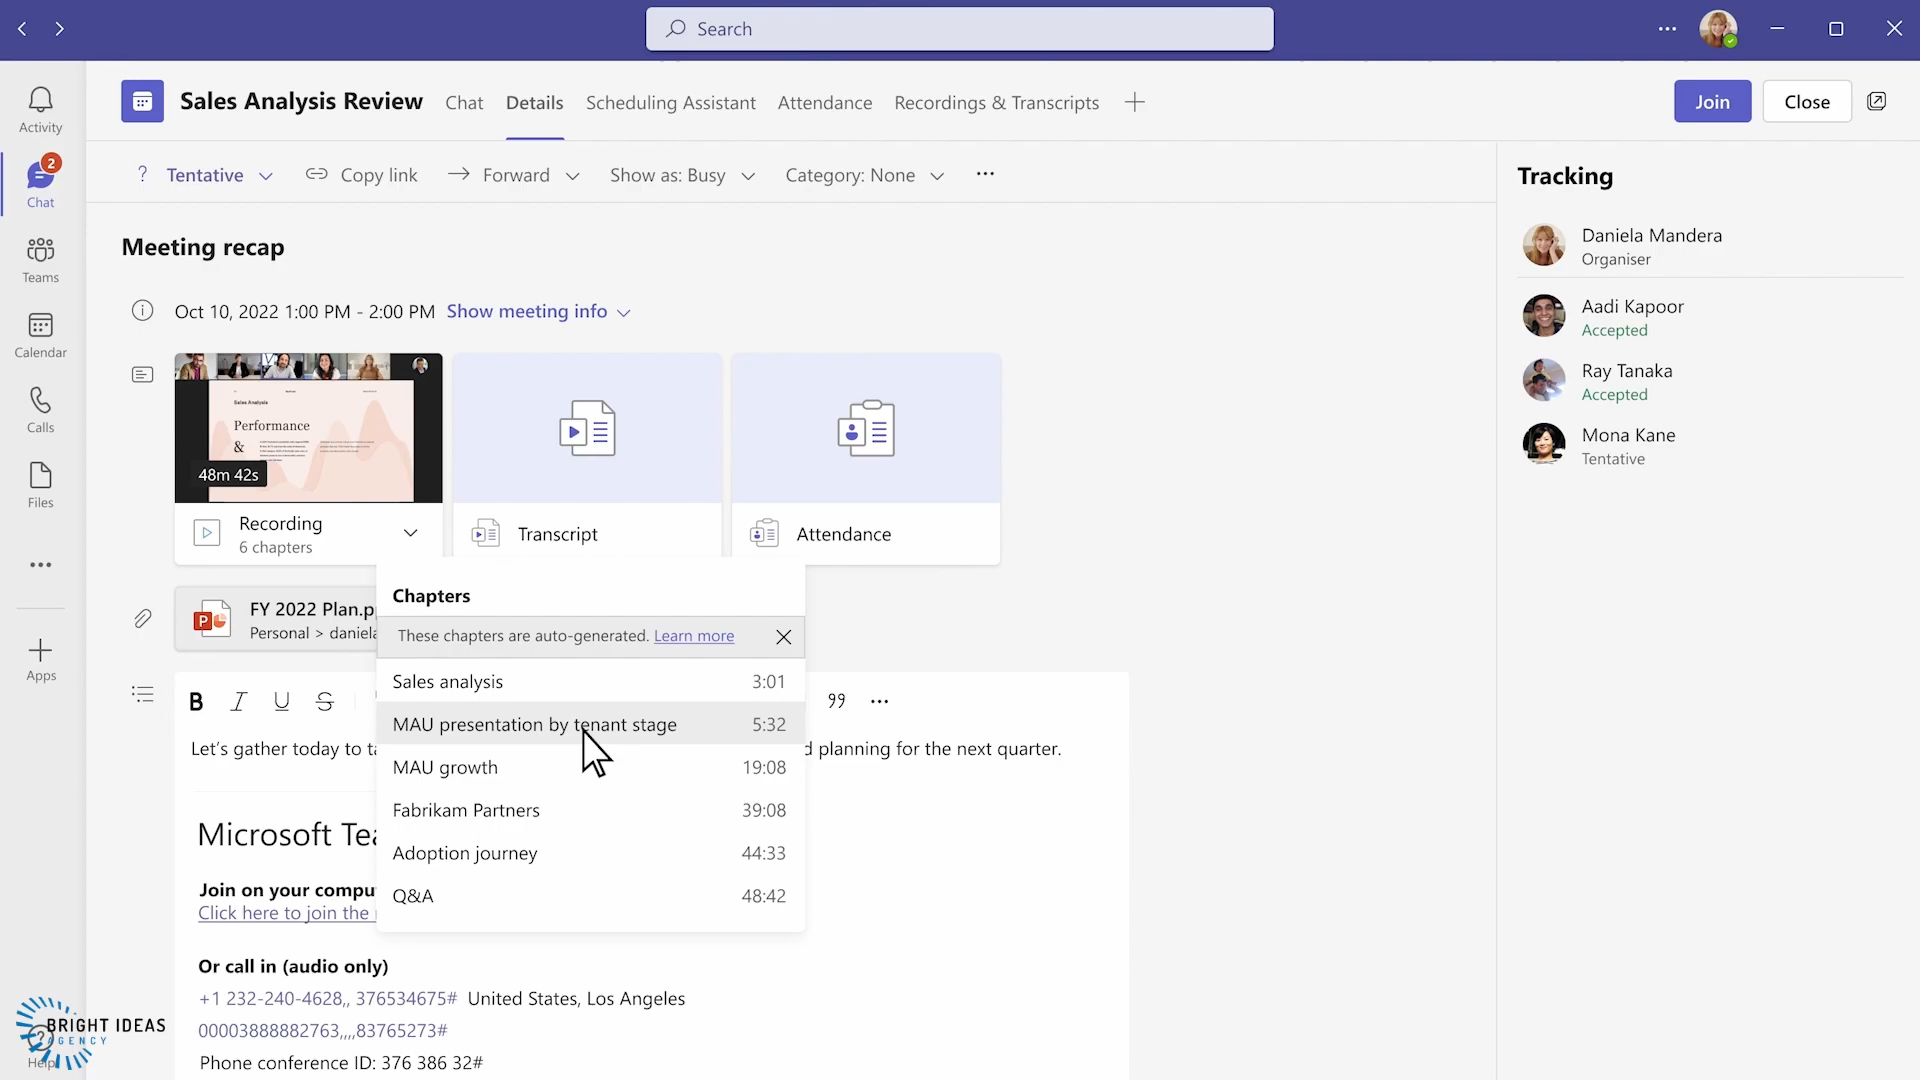 Search
Activity
2
Chat
Teams
Calendar
Calls
Files
Apps
Help
Sales Analysis Review
Chat
Details
Scheduling Assistant
Attendance
Recordings & Transcripts
Join
Close
? Tentative
Copy link
Forward
Show as: Busy
Category: None
Meeting recap
Oct 10, 2022 1:00 PM - 2:00 PM
Show meeting info
Sales Analysis
Performance
&
48m 42s
Recording
6 chapters
Transcript
Attendance
P
FY 2022 Plan.p
Personal > daniela
Chapters
These chapters are auto-generated. Learn more
Sales analysis 3:01
MAU presentation by tenant stage 5:32
MAU growth 19:08
Fabrikam Partners 39:08
Adoption journey 44:33
Q&A 48:42
B I U S
Let's gather today to ta
d planning for the next quarter.
Microsoft Tea
Join on your compu
Click here to join the
Or call in (audio only)
+1 232-240-4628,, 376534675# United States, Los Angeles
00003888882763,,,,83765273#
Phone conference ID: 376 386 32#
Tracking
Daniela Mandera
Organiser
Aadi Kapoor
Accepted
Ray Tanaka
Accepted
Mona Kane
Tentative
BRIGHT IDEAS
AGENCY